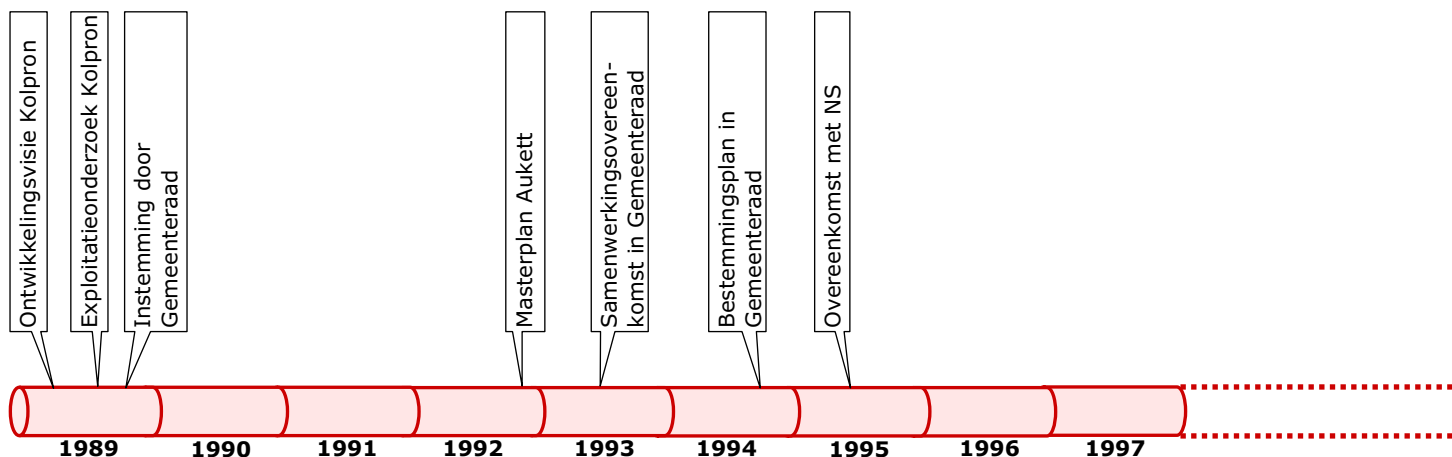 Ontwikkelingsvisie Kolpron
Exploitatieonderzoek Kolpron
Instemming door
Gemeenteraad
Masterplan Aukett
Samenwerkingsovereen-
komst in Gemeenteraad
Bestemmingsplan in
Gemeenteraad
Overeenkomst met NS
1989
1990
1991
1992
1993
1994
1995
1996
1997